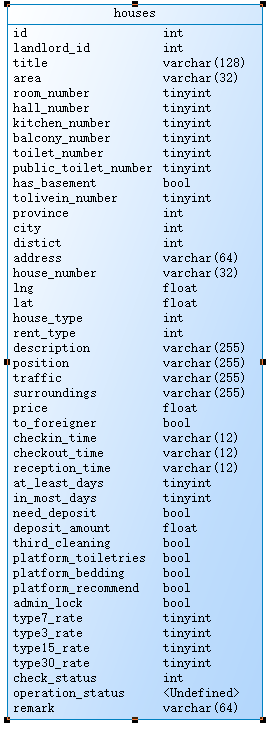 houses
id int
landlord_id int
title varchar(128)
area varchar(32)
room_number tinyint
hall_number tinyint
kitchen_number tinyint
balcony_number tinyint
toilet_number tinyint
public_toilet_number tinyint
has_basement bool
tolivein_number tinyint
province int
city int
distict int
address varchar(64)
house_number varchar(32)
lng float
lat float
house_type int
rent_type int
description varchar(255)
position varchar(255)
traffic varchar(255)
surroundings varchar(255)
price float
to_foreigner bool
checkin_time varchar(12)
checkout_time varchar(12)
reception_time varchar(12)
at_least_days tinyint
in_most_days tinyint
need_deposit bool
deposit_amount float
third_cleaning bool
platform_toiletries bool
platform_bedding bool
platform_recommend bool
admin_lock bool
type7_rate tinyint
type3_rate tinyint
type15_rate tinyint
type30_rate tinyint
check_status int
operation_status <Undefined>
remark varchar(64)